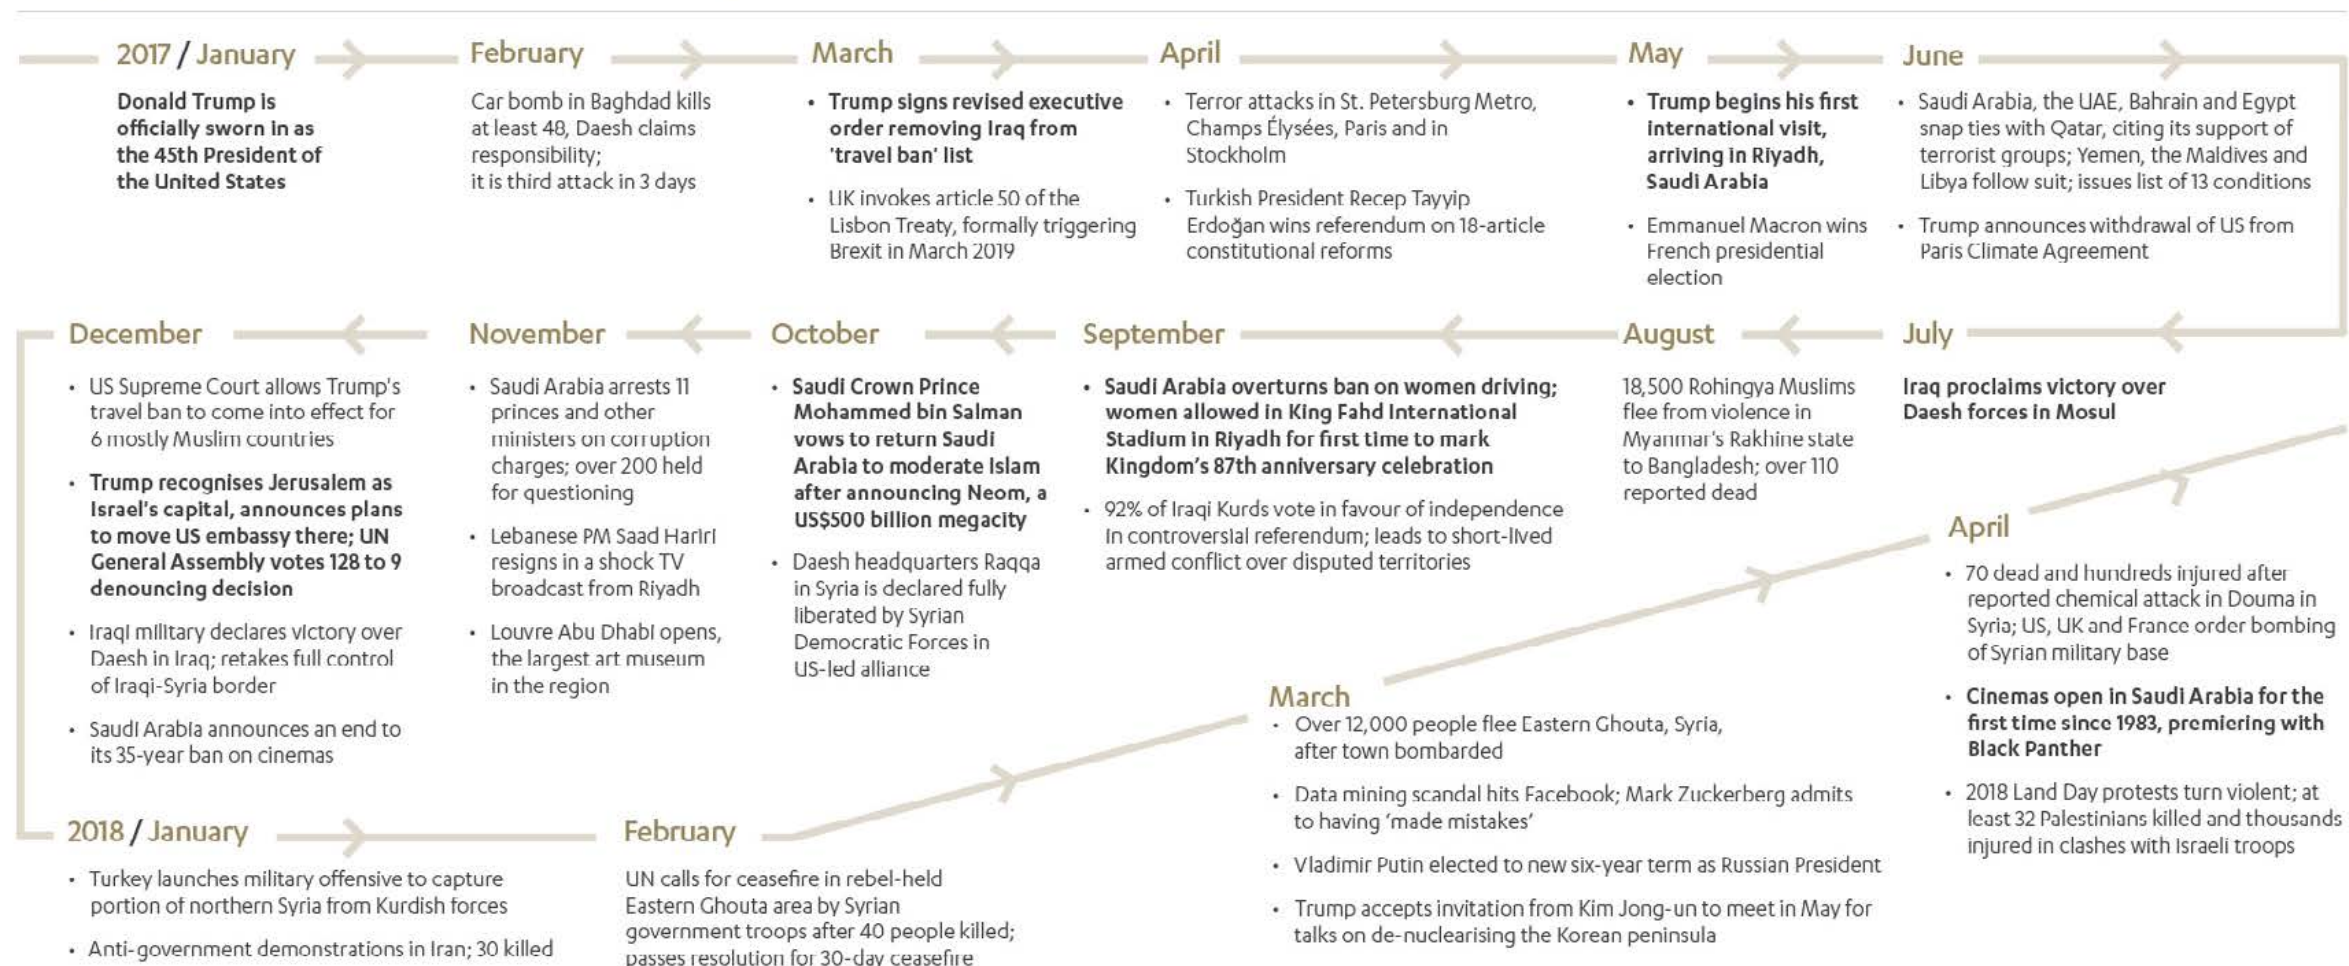 2017 / January
Donald Trump is
officially sworn in as
the 45th President of
the United States
February
Car bomb in Baghdad kills
at least 48, Daesh claims
responsibility;
it is third attack in 3 days
March
• Trump signs revised executive
order removing Iraq from
'travel ban' list
• UK invokes article 50 of the
Lisbon Treaty, formally triggering
Brexit in March 2019
April
• Terror attacks in St. Petersburg Metro,
Champs Élysées, Paris and in
Stockholm
• Turkish President Recep Tayyip
Erdoğan wins referendum on 18-article
constitutional reforms
May
• Trump begins his first
international visit,
arriving in Riyadh,
Saudi Arabia
• Emmanuel Macron wins
French presidential
election
June
• Saudi Arabia, the UAE, Bahrain and Egypt
snap ties with Qatar, citing its support of
terrorist groups; Yemen, the Maldives and
Libya follow suit; issues list of 13 conditions
• Trump announces withdrawal of US from
Paris Climate Agreement
July
Iraq proclaims victory over
Daesh forces in Mosul
August
18,500 Rohingya Muslims
flee from violence in
Myanmar's Rakhine state
to Bangladesh; over 110
reported dead
September
• Saudi Arabia overturns ban on women driving;
women allowed in King Fahd International
Stadium in Riyadh for first time to mark
Kingdom's 87th anniversary celebration
• 92% of Iraqi Kurds vote in favour of independence
in controversial referendum; leads to short-lived
armed conflict over disputed territories
October
• Saudi Crown Prince
Mohammed bin Salman
vows to return Saudi
Arabia to moderate Islam
after announcing Neom, a
US$500 billion megacity
• Daesh headquarters Raqqa
in Syria is declared fully
liberated by Syrian
Democratic Forces in
US-led alliance
November
• Saudi Arabia arrests 11
princes and other
ministers on corruption
charges; over 200 held
for questioning
• Lebanese PM Saad Hariri
resigns in a shock TV
broadcast from Riyadh
• Louvre Abu Dhabi opens,
the largest art museum
in the region
December
• US Supreme Court allows Trump's
travel ban to come into effect for
6 mostly Muslim countries
• Trump recognises Jerusalem as
Israel's capital, announces plans
to move US embassy there; UN
General Assembly votes 128 to 9
denouncing decision
• Iraqi military declares victory over
Daesh in Iraq; retakes full control
of Iraqi-Syria border
• Saudi Arabia announces an end to
its 35-year ban on cinemas
2018 / January
• Turkey launches military offensive to capture
portion of northern Syria from Kurdish forces
• Anti-government demonstrations in Iran; 30 killed
February
UN calls for ceasefire in rebel-held
Eastern Ghouta area by Syrian
government troops after 40 people killed;
passes resolution for 30-day ceasefire
March
• Over 12,000 people flee Eastern Ghouta, Syria,
after town bombarded
• Data mining scandal hits Facebook; Mark Zuckerberg admits
to having 'made mistakes'
• Vladimir Putin elected to new six-year term as Russian President
• Trump accepts invitation from Kim Jong-un to meet in May for
talks on de-nuclearising the Korean peninsula
April
• 70 dead and hundreds injured after
reported chemical attack in Douma in
Syria; US, UK and France order bombing
of Syrian military base
• Cinemas open in Saudi Arabia for the
first time since 1983, premiering with
Black Panther
• 2018 Land Day protests turn violent; at
least 32 Palestinians killed and thousands
injured in clashes with Israeli troops